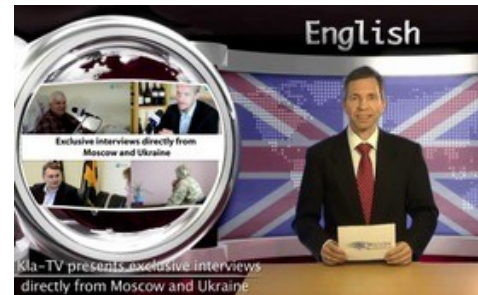 English
Exclusive interviews directly from
Moscow and Ukraine
Kla-TV presents exclusive interviews
directly from Moscow and Ukraine